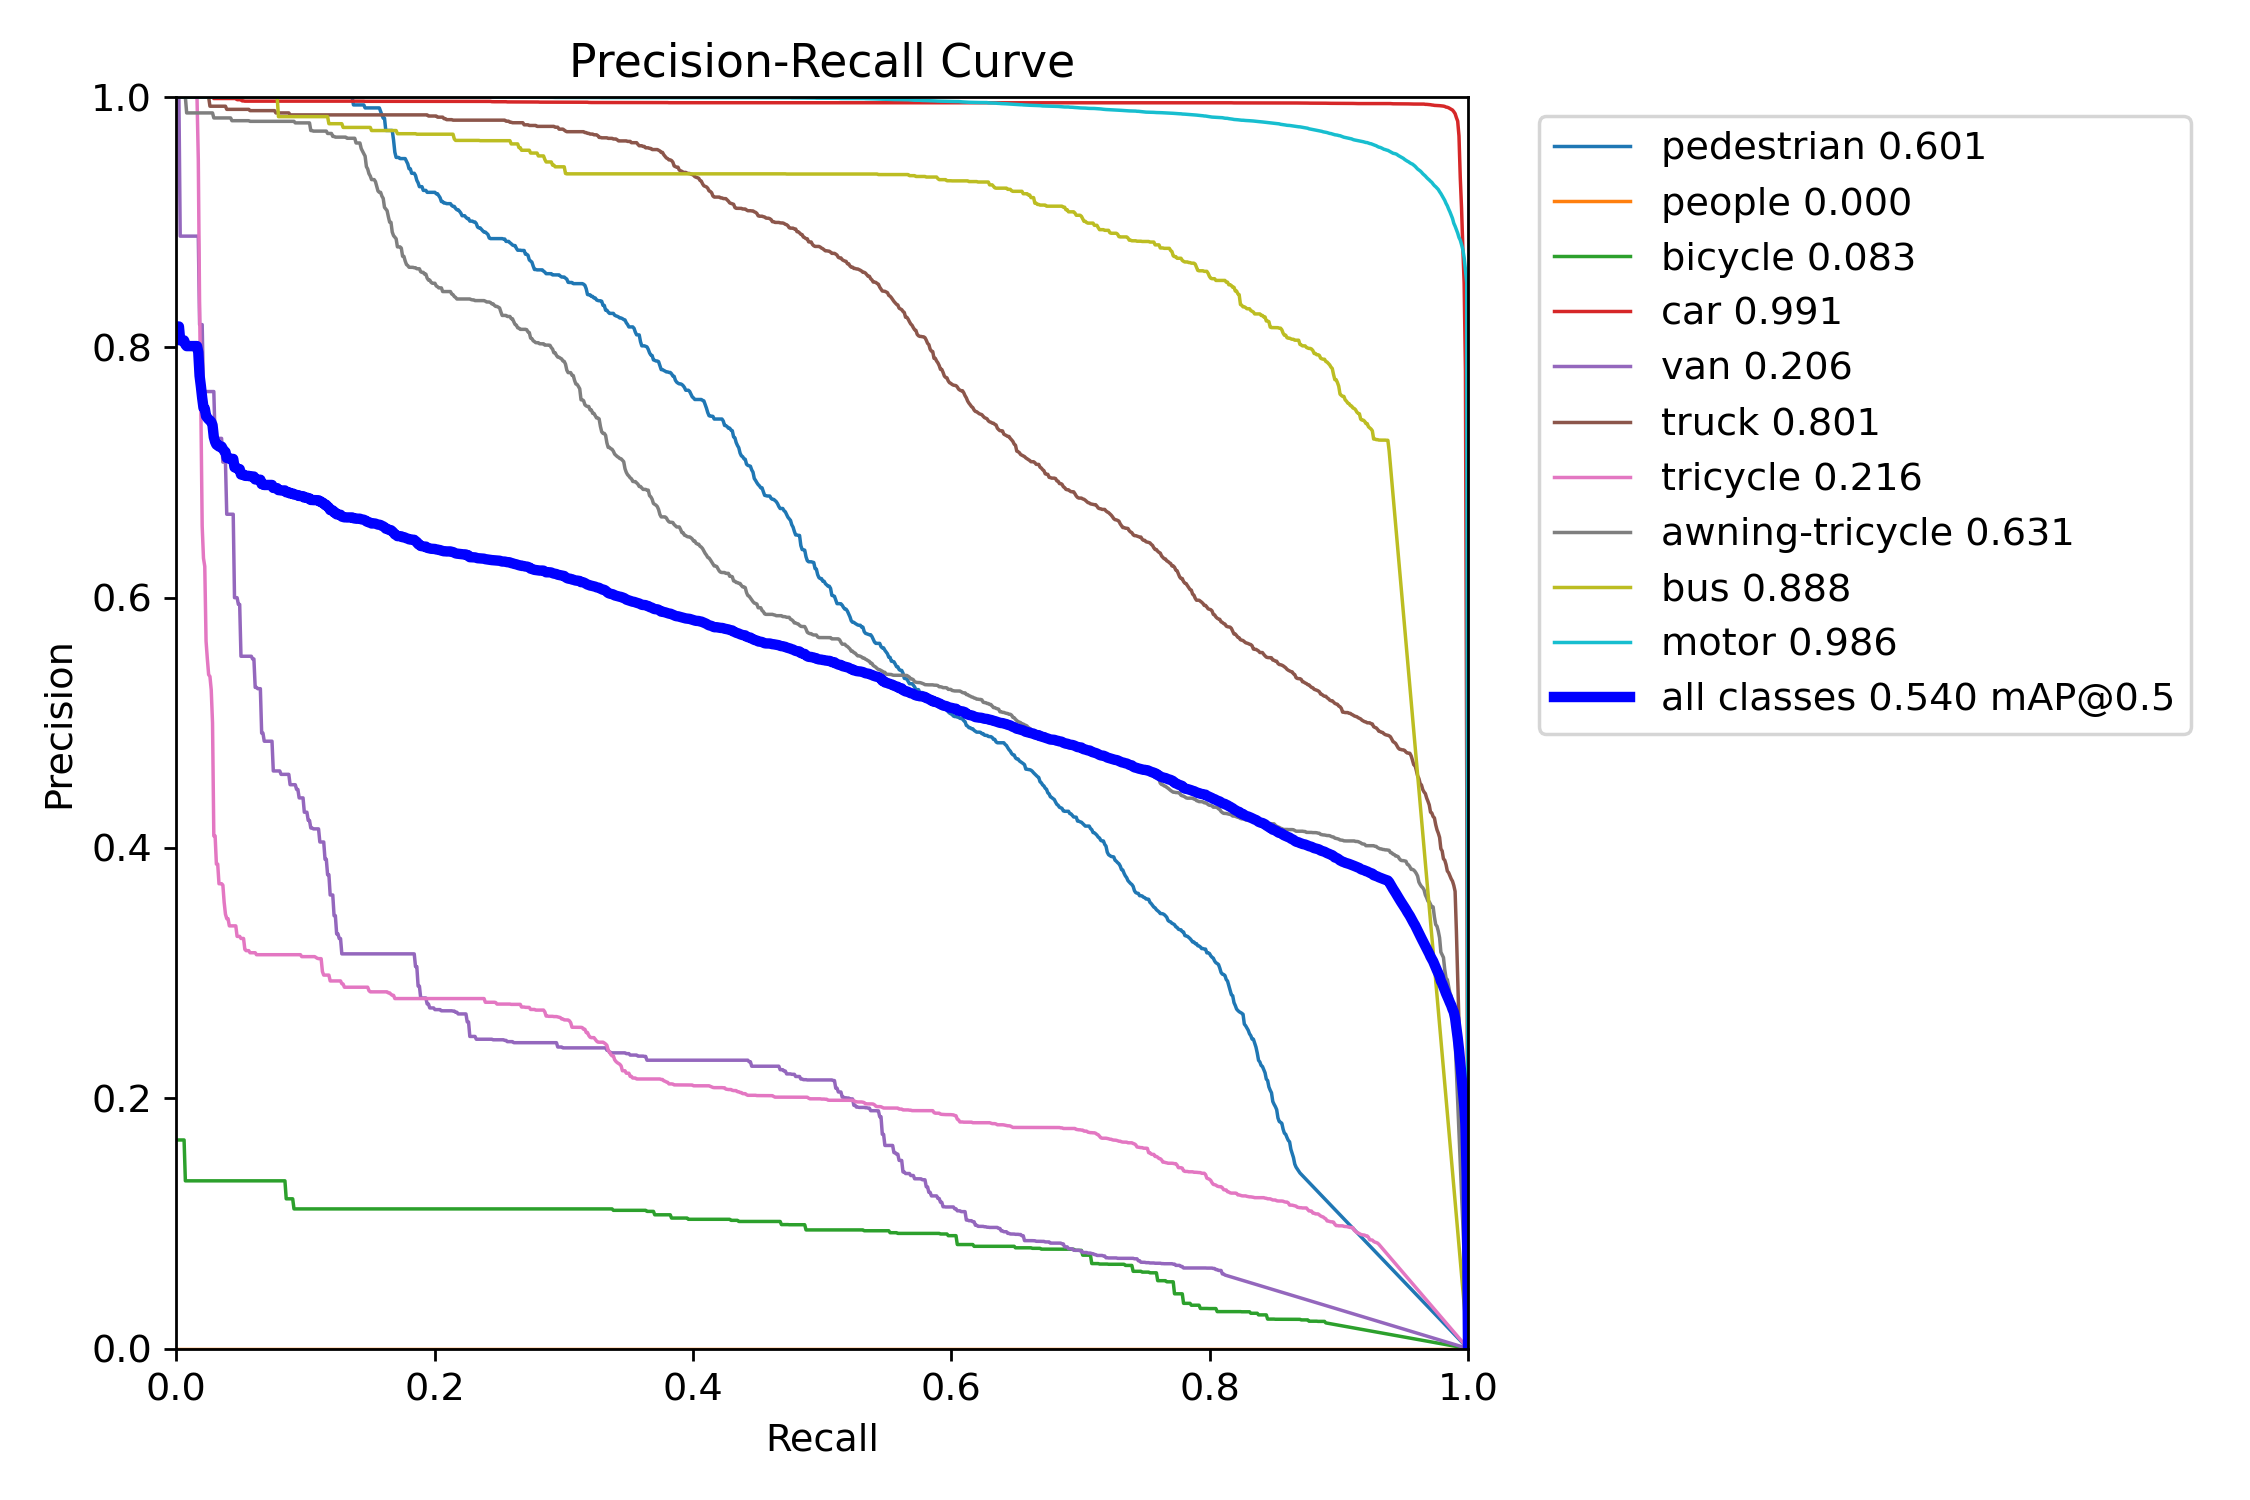 Precision-Recall Curve
1.0
0.8
0.6
0.4
0.2
0.0
Precision
0.0 0.2 0.4 0.6 0.8 1.0
Recall
pedestrian 0.601
people 0.000
bicycle 0.083
car 0.991
van 0.206
truck 0.801
tricycle 0.216
awning-tricycle 0.631
bus 0.888
motor 0.986
all classes 0.540 mAP@0.5